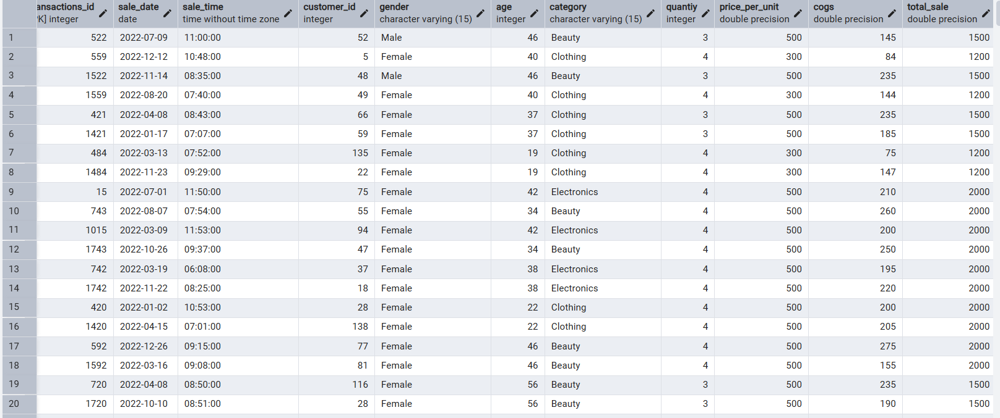 ansactions_id sale_date sale_time customer_id gender age category quantiy price_per_unit cogs total_sale
K] integer date time without time zone integer character varying (15) integer character varying (15) integer double precision double precision double precision
1 522 2022-07-09 11:00:00 52 Male 46 Beauty 3 500 145 1500
2 559 2022-12-12 10:48:00 5 Female 40 Clothing 4 300 84 1200
3 1522 2022-11-14 08:35:00 48 Male 46 Beauty 3 500 235 1500
4 1559 2022-08-20 07:40:00 49 Female 40 Clothing 4 300 144 1200
5 421 2022-04-08 08:43:00 66 Female 37 Clothing 3 500 235 1500
6 1421 2022-01-17 07:07:00 59 Female 37 Clothing 3 500 185 1500
7 484 2022-03-13 07:52:00 135 Female 19 Clothing 4 300 75 1200
8 1484 2022-11-23 09:29:00 22 Female 19 Clothing 4 300 147 1200
9 15 2022-07-01 11:50:00 75 Female 42 Electronics 4 500 210 2000
10 743 2022-08-07 07:54:00 55 Female 34 Beauty 4 500 260 2000
11 1015 2022-03-09 11:53:00 94 Female 42 Electronics 4 500 200 2000
12 1743 2022-10-26 09:37:00 47 Female 34 Beauty 4 500 250 2000
13 742 2022-03-19 06:08:00 37 Female 38 Electronics 4 500 195 2000
14 1742 2022-11-22 08:25:00 18 Female 38 Electronics 4 500 220 2000
15 420 2022-01-02 10:53:00 28 Female 22 Clothing 4 500 200 2000
16 1420 2022-04-15 07:01:00 138 Female 22 Clothing 4 500 205 2000
17 592 2022-12-26 09:15:00 77 Female 46 Beauty 4 500 275 2000
18 1592 2022-03-16 09:08:00 81 Female 46 Beauty 4 500 155 2000
19 720 2022-04-08 08:50:00 116 Female 56 Beauty 3 500 235 1500
20 1720 2022-10-10 08:51:00 28 Female 56 Beauty 3 500 190 1500